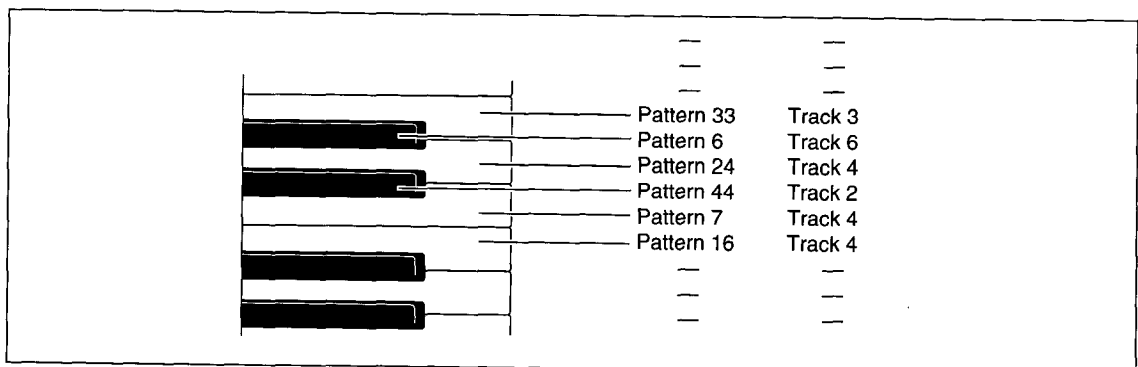 — —
— —
— —
Pattern 33 Track 3
Pattern 6 Track 6
Pattern 24 Track 4
Pattern 44 Track 2
Pattern 7 Track 4
Pattern 16 Track 4
— —
— —
— —